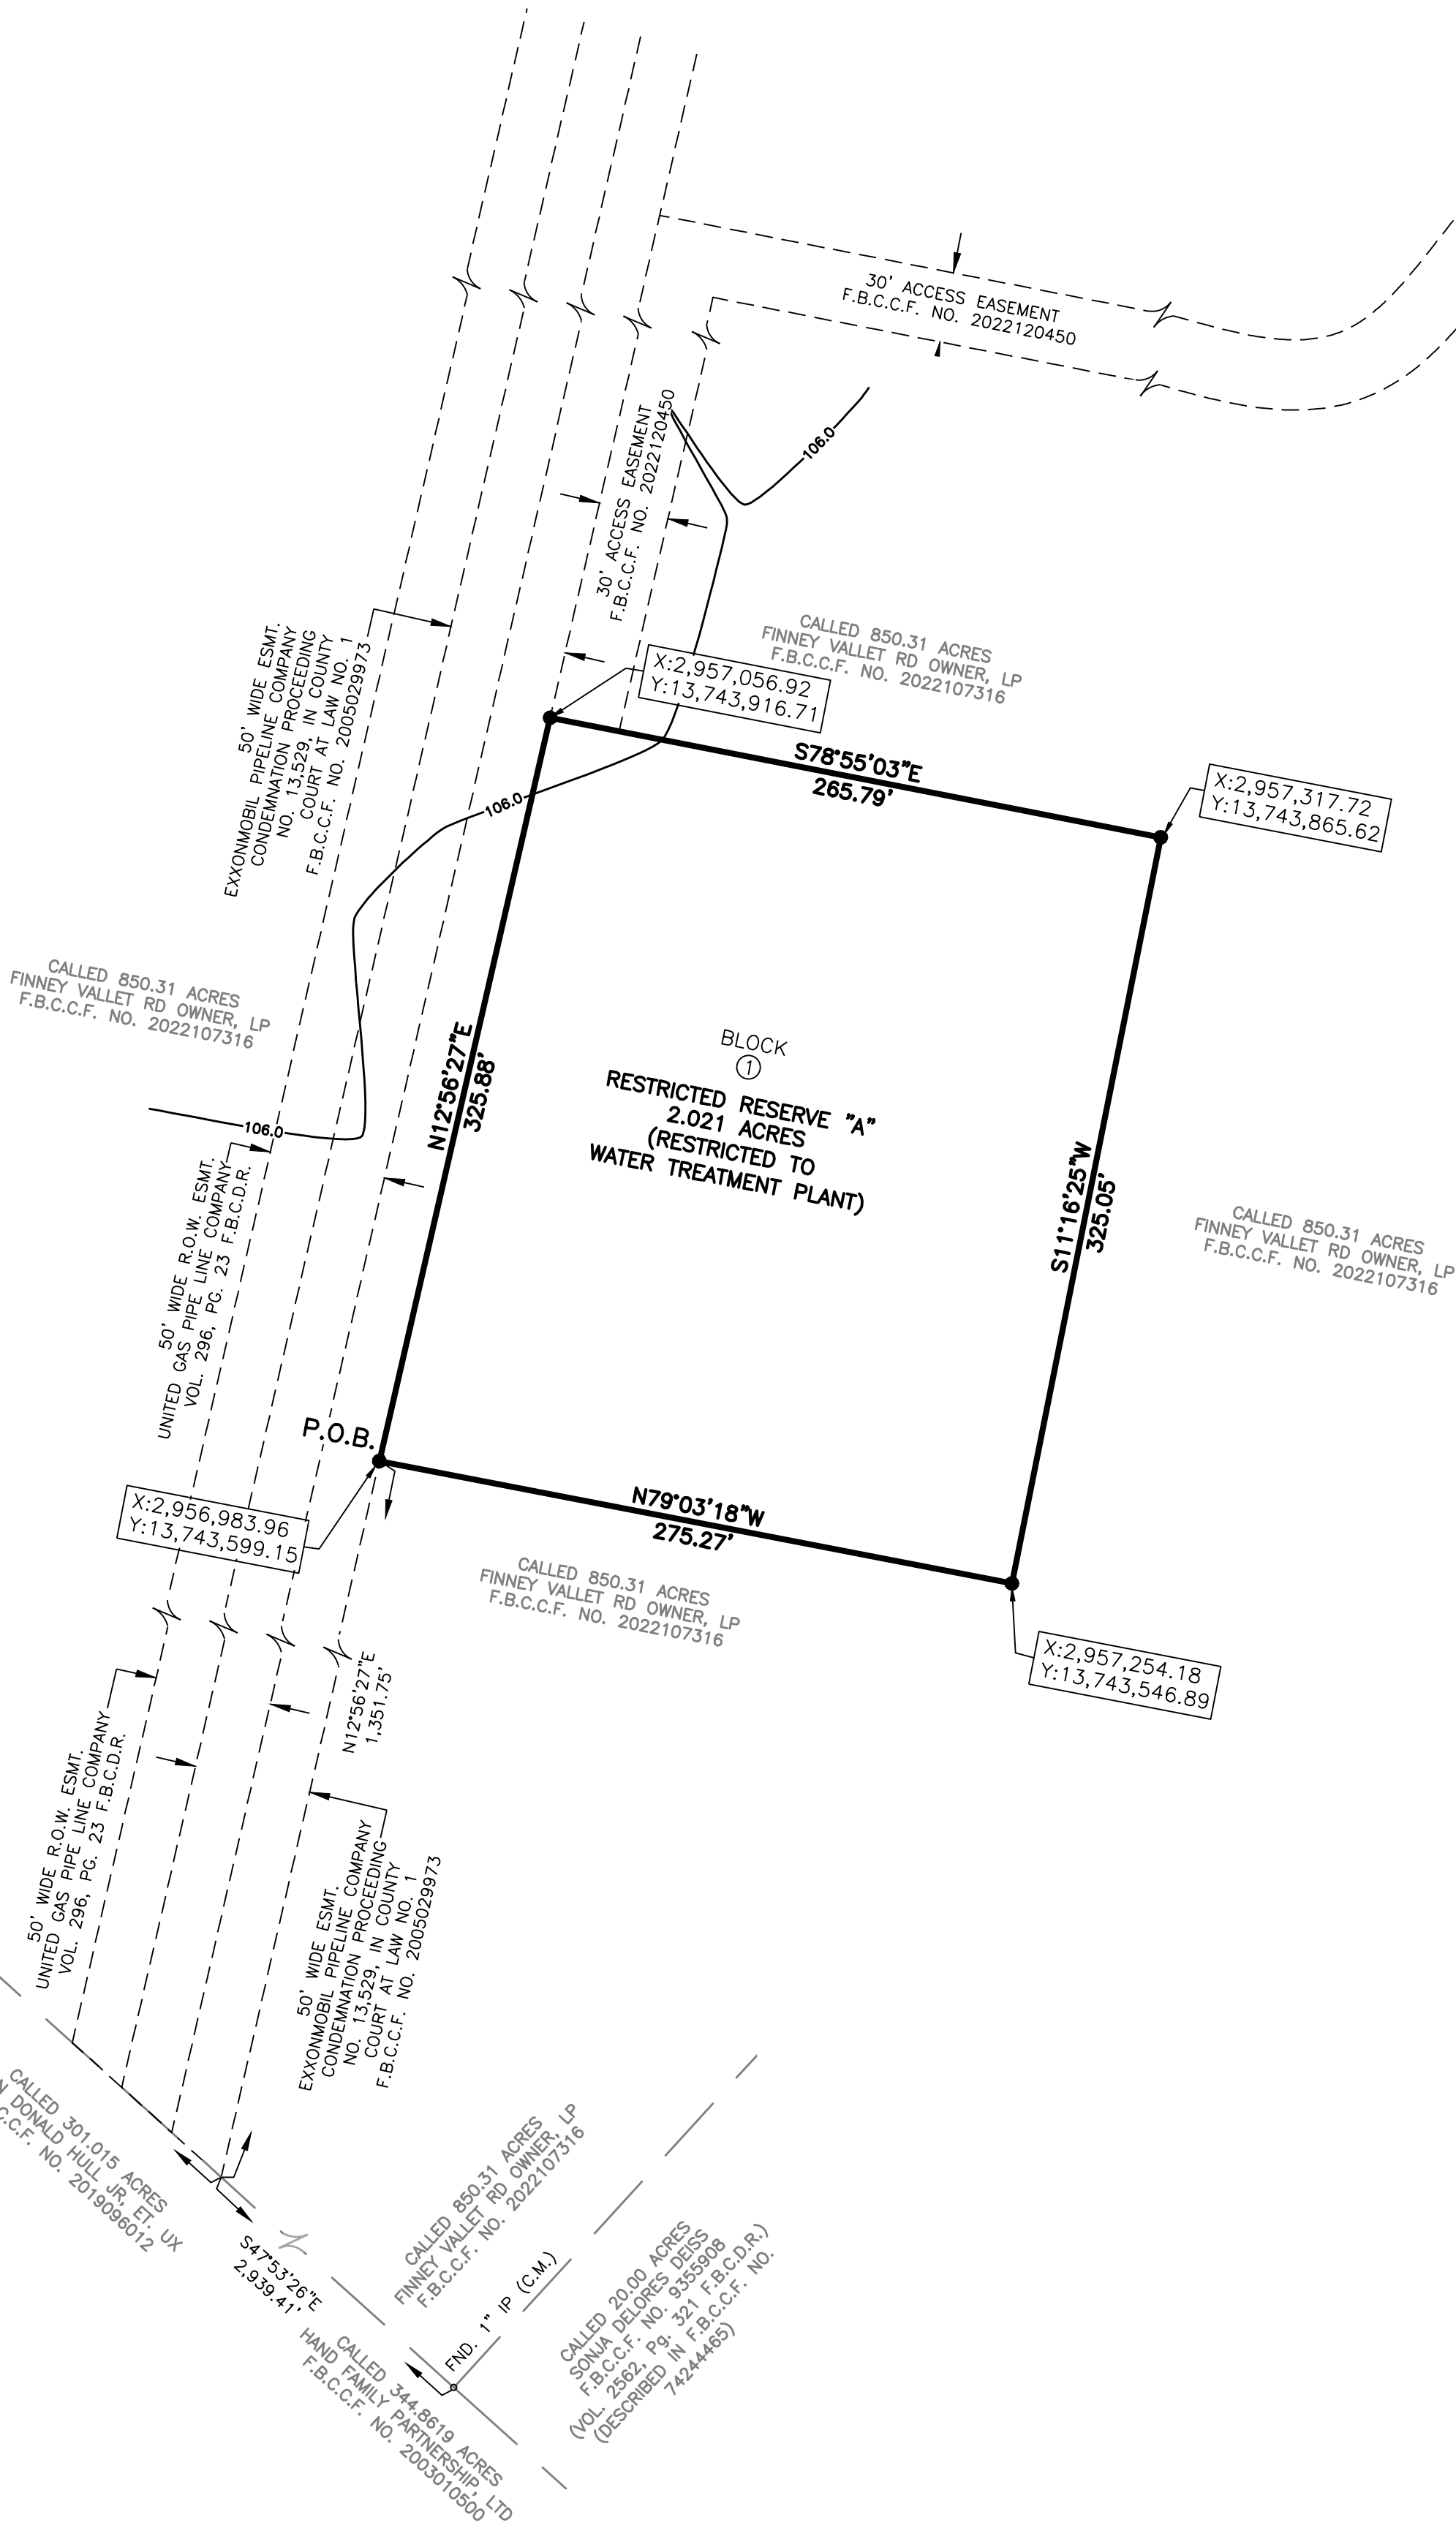 30' ACCESS EASEMENT
F.B.C.C.F. NO. 2022120450
106.0
30' ACCESS EASEMENT
F.B.C.C.F. NO. 2022120450
CALLED 850.31 ACRES
FINNEY VALLET RD OWNER, LP
F.B.C.C.F. NO. 2022107316
50' WIDE ESMT.
EXXONMOBIL PIPELINE COMPANY
CONDEMNATION PROCEEDING
NO. 13,529, IN COUNTY
COURT AT LAW NO. 1
F.B.C.C.F. NO. 2005029973
X:2,957,056.92
Y:13,743,916.71
S78°55'03"E
265.79'
X:2,957,317.72
Y:13,743,865.62
106.0
CALLED 850.31 ACRES
FINNEY VALLET RD OWNER, LP
F.B.C.C.F. NO. 2022107316
N12°56'27"E
325.88'
BLOCK
1
RESTRICTED RESERVE "A"
2.021 ACRES
(RESTRICTED TO
WATER TREATMENT PLANT)
106.0
S11°16'25"W
325.05'
CALLED 850.31 ACRES
FINNEY VALLET RD OWNER, LP
F.B.C.C.F. NO. 2022107316
50' WIDE R.O.W. ESMT.
UNITED GAS PIPE LINE COMPANY
VOL. 296, PG. 23 F.B.C.D.R.
P.O.B.
X:2,956,983.96
Y:13,743,599.15
N79°03'18"W
275.27'
CALLED 850.31 ACRES
FINNEY VALLET RD OWNER, LP
F.B.C.C.F. NO. 2022107316
X:2,957,254.18
Y:13,743,546.89
N12°56'27"E
1,351.75'
50' WIDE R.O.W. ESMT.
UNITED GAS PIPE LINE COMPANY
VOL. 296, PG. 23 F.B.C.D.R.
50' WIDE ESMT.
EXXONMOBIL PIPELINE COMPANY
CONDEMNATION PROCEEDING
NO. 13,529, IN COUNTY
COURT AT LAW NO. 1
F.B.C.C.F. NO. 2005029973
CALLED 301.015 ACRES
DONALD HULL JR, ET. UX
C.C.F. NO. 2019096012
CALLED 850.31 ACRES
FINNEY VALLET RD OWNER, LP
F.B.C.C.F. NO. 2022107316
S47°53'26"E
2,939.41'
FND. 1" IP (C.M.)
CALLED 20.00 ACRES
SONJA DELORES DEISS
F.B.C.C.F. NO. 9355908
(VOL. 2562, Pg. 321 F.B.C.D.R.)
(DESCRIBED IN F.B.C.C.F. NO.
74244465)
CALLED 344.8619 ACRES
HAND FAMILY PARTNERSHIP, LTD
F.B.C.C.F. NO. 2003010500